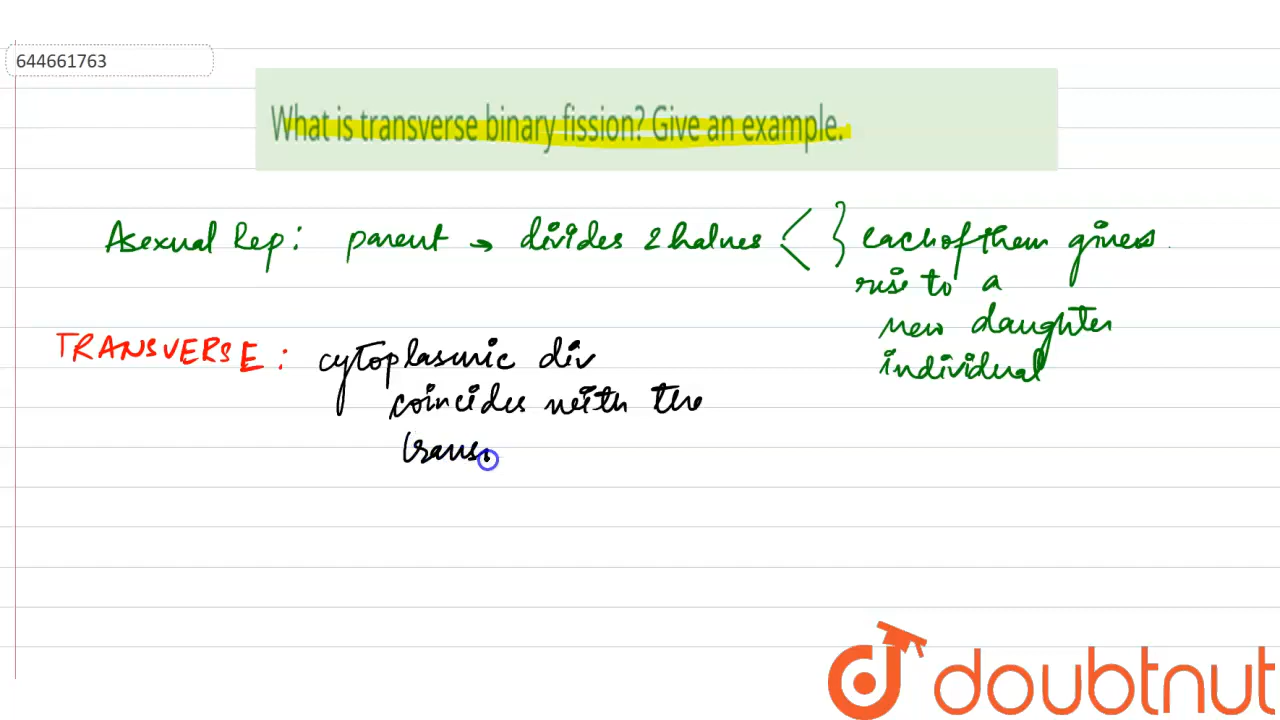 644661763
What is transverse binary fission? Give an example.
Asexual Rep: parent → divides 2 halves < } each of them gives
rise to a
new daughter
individual
TRANSVERSE: cytoplasmic div
coincides with the
transv
doubtnut